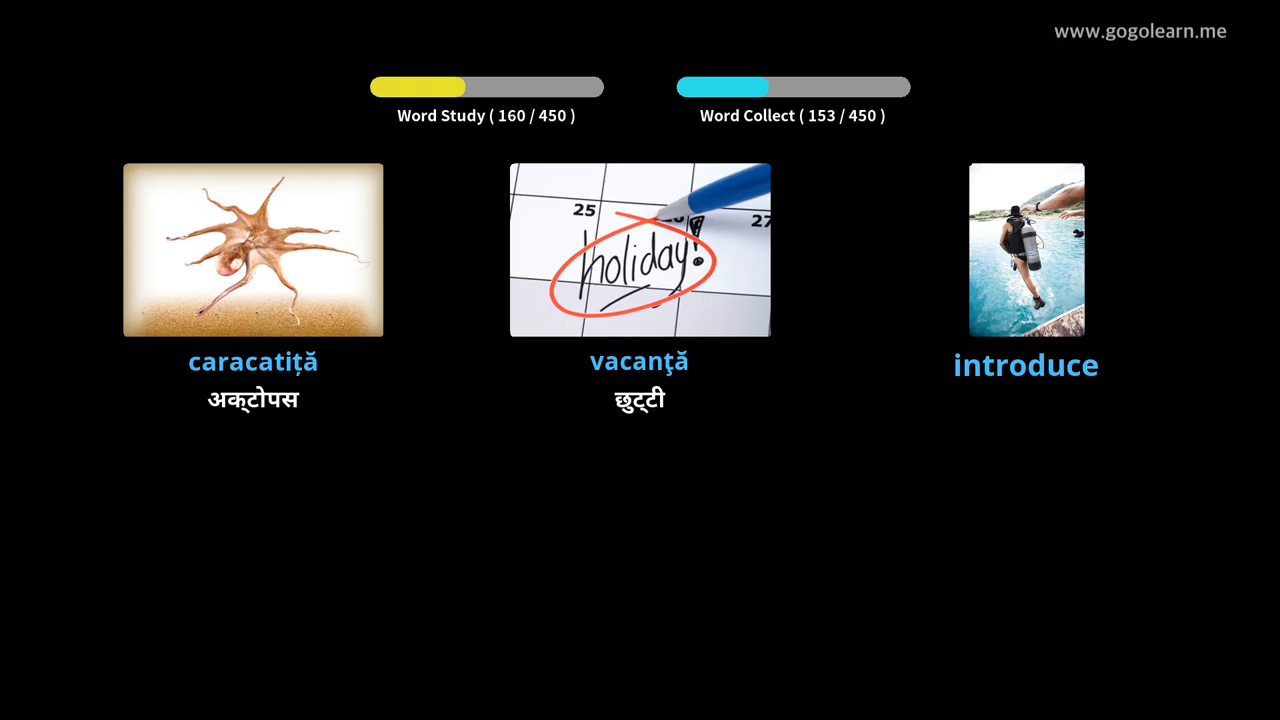 www.gogolearn.me
Word Study ( 160 / 450 )
Word Collect ( 153 / 450 )
25
27
holiday!
caracatiță
vacanţă
introduce
अक्टोपस
छुट्टी